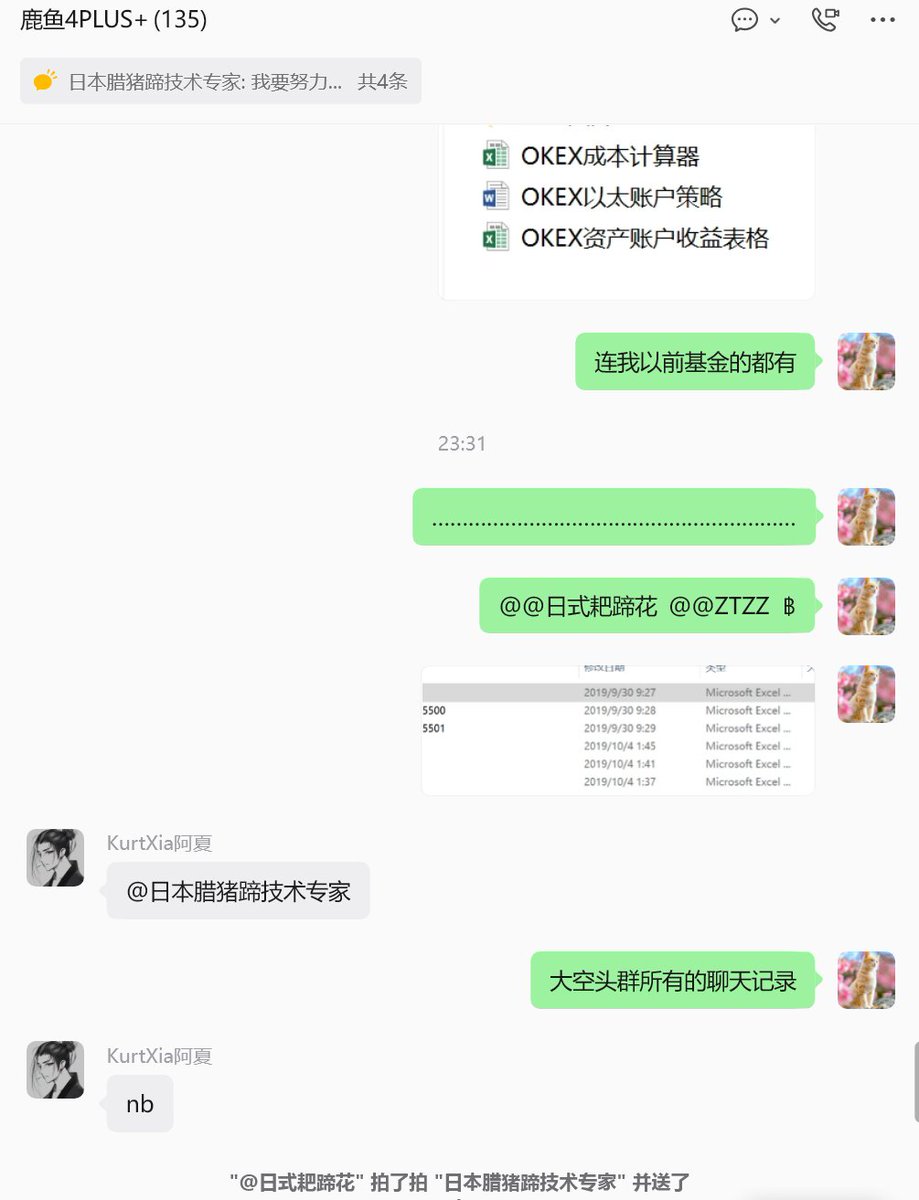 鹿鱼4PLUS+ (135)
日本腊猪蹄技术专家: 我要努力... 共4条
OKEX成本计算器
OKEX以太账户策略
OKEX资产账户收益表格
连我以前基金的都有
23:31
............................................................
@@日式耙蹄花 @@ZTZZ ฿
修改日期 类型
2019/9/30 9:27 Microsoft Excel ...
5500 2019/9/30 9:28 Microsoft Excel ...
5501 2019/9/30 9:29 Microsoft Excel ...
2019/10/4 1:45 Microsoft Excel ...
2019/10/4 1:41 Microsoft Excel ...
2019/10/4 1:37 Microsoft Excel ...
KurtXia阿夏
@日本腊猪蹄技术专家
大空头群所有的聊天记录
KurtXia阿夏
nb
"@日式耙蹄花" 拍了拍 "日本腊猪蹄技术专家" 并送了